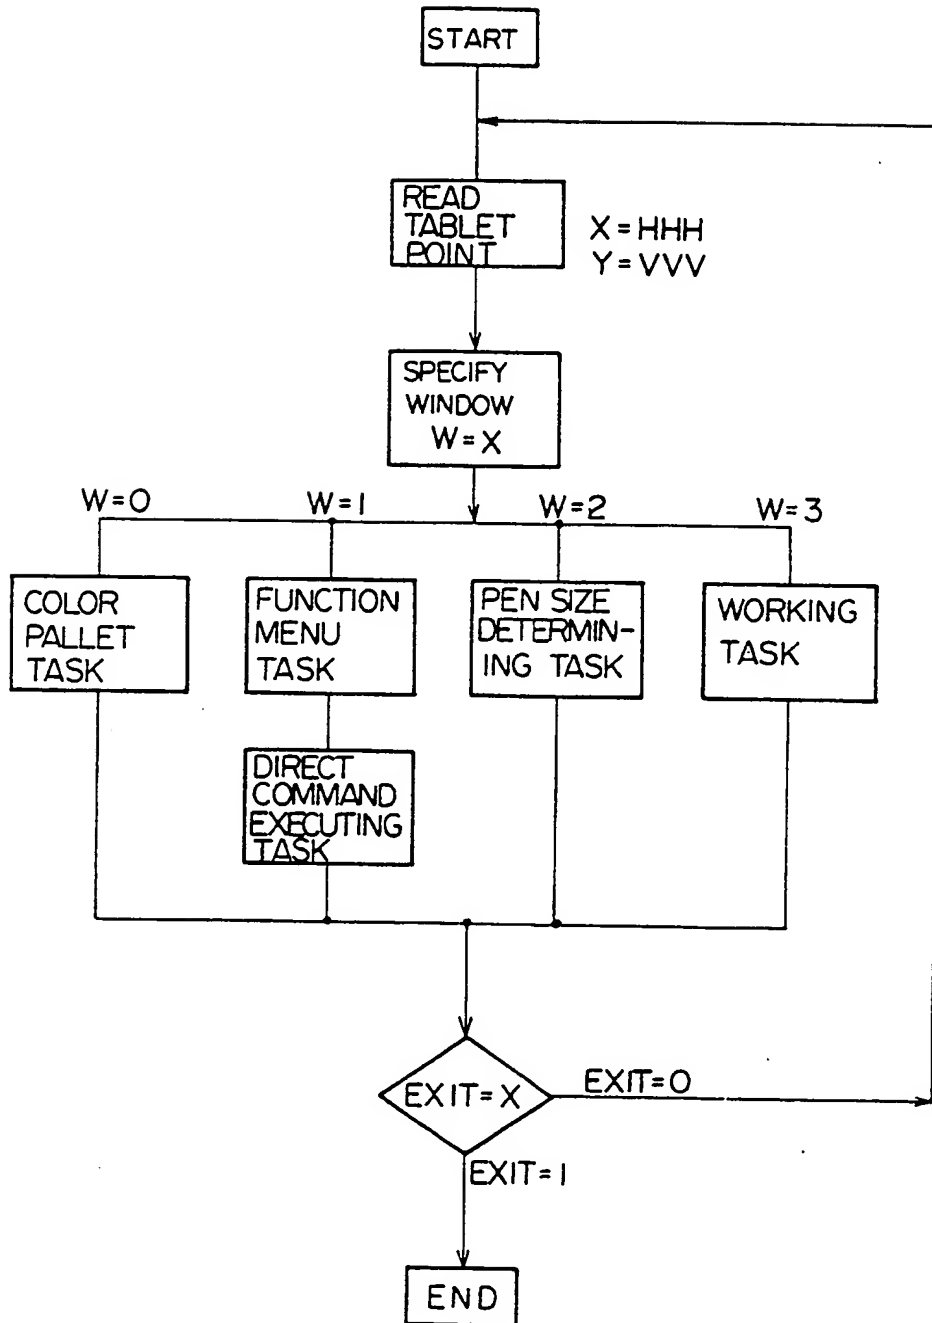 START
READ
TABLET
POINT
X=HHH
Y=VVV
SPECIFY
WINDOW
W=X
W=0
W=1
W=2
W=3
COLOR
PALLET
TASK
FUNCTION
MENU
TASK
PEN SIZE
DETERMIN-
ING TASK
WORKING
TASK
DIRECT
COMMAND
EXECUTING
TASK
EXIT=X
EXIT=0
EXIT=1
END